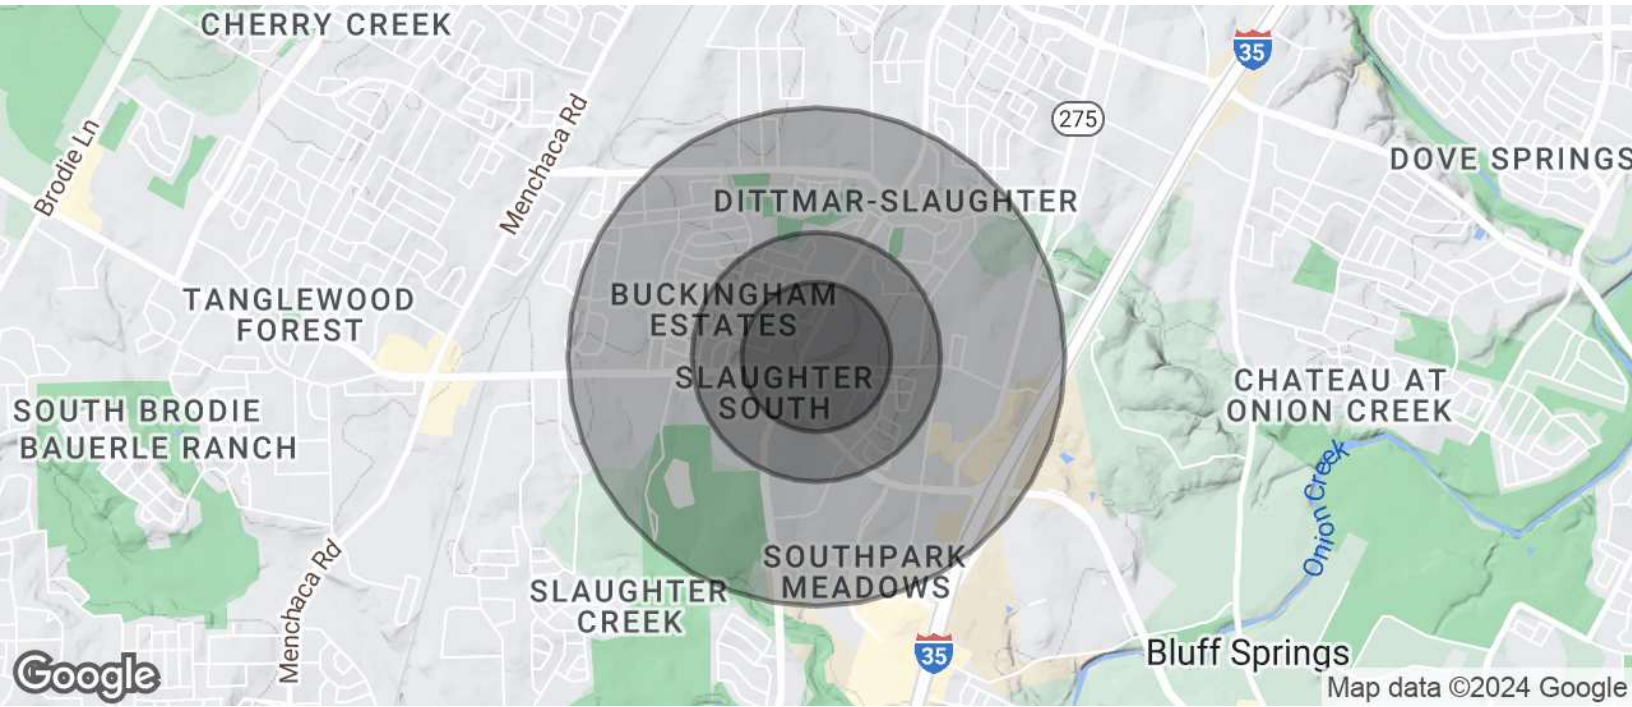 CHERRY CREEK
35
275
Brodie Ln
Menchaca Rd
DOVE SPRINGS
DITTMAR-SLAUGHTER
TANGLEWOOD
FOREST
BUCKINGHAM
ESTATES
SLAUGHTER
SOUTH
CHATEAU AT
ONION CREEK
SOUTH BRODIE
BAUERLE RANCH
Onion Creek
Menchaca Rd
SOUTHPARK
MEADOWS
SLAUGHTER
CREEK
35
Bluff Springs
Google
Map data ©2024 Google